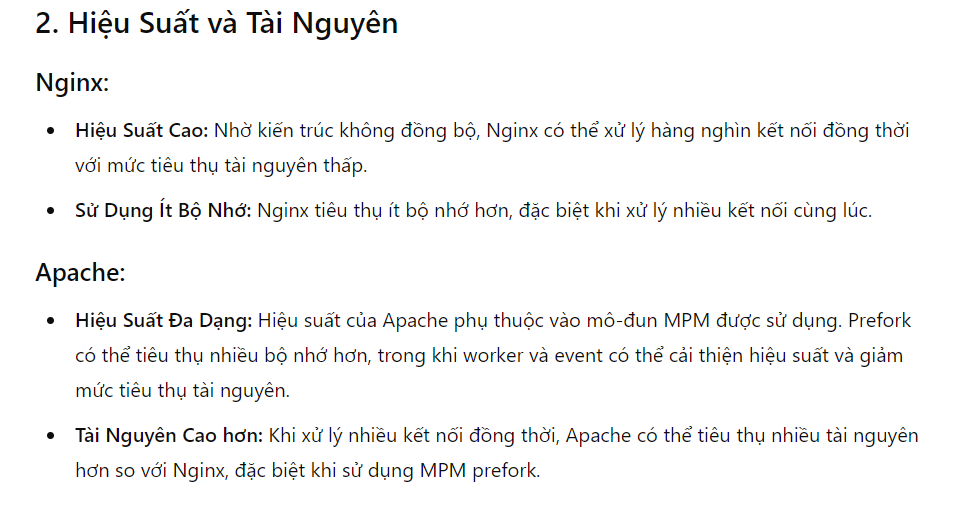 2. Hiệu Suất và Tài Nguyên
Nginx:
• Hiệu Suất Cao: Nhờ kiến trúc không đồng bộ, Nginx có thể xử lý hàng nghìn kết nối đồng thời
với mức tiêu thụ tài nguyên thấp.
• Sử Dụng Ít Bộ Nhớ: Nginx tiêu thụ ít bộ nhớ hơn, đặc biệt khi xử lý nhiều kết nối cùng lúc.
Apache:
• Hiệu Suất Đa Dạng: Hiệu suất của Apache phụ thuộc vào mô-đun MPM được sử dụng. Prefork
có thể tiêu thụ nhiều bộ nhớ hơn, trong khi worker và event có thể cải thiện hiệu suất và giảm
mức tiêu thụ tài nguyên.
• Tài Nguyên Cao hơn: Khi xử lý nhiều kết nối đồng thời, Apache có thể tiêu thụ nhiều tài nguyên
hơn so với Nginx, đặc biệt khi sử dụng MPM prefork.